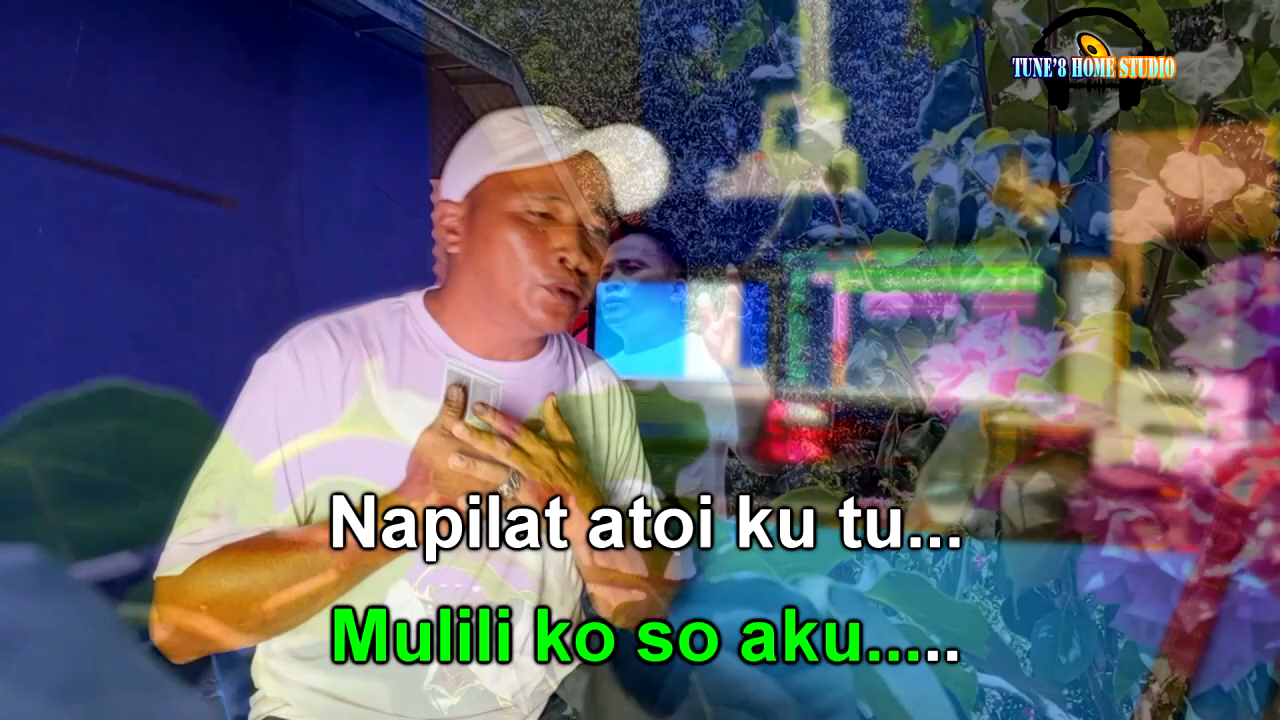 TUNE'8 HOME STUDIO
Napilat atoi ku tu...
Mulili ko so aku.....